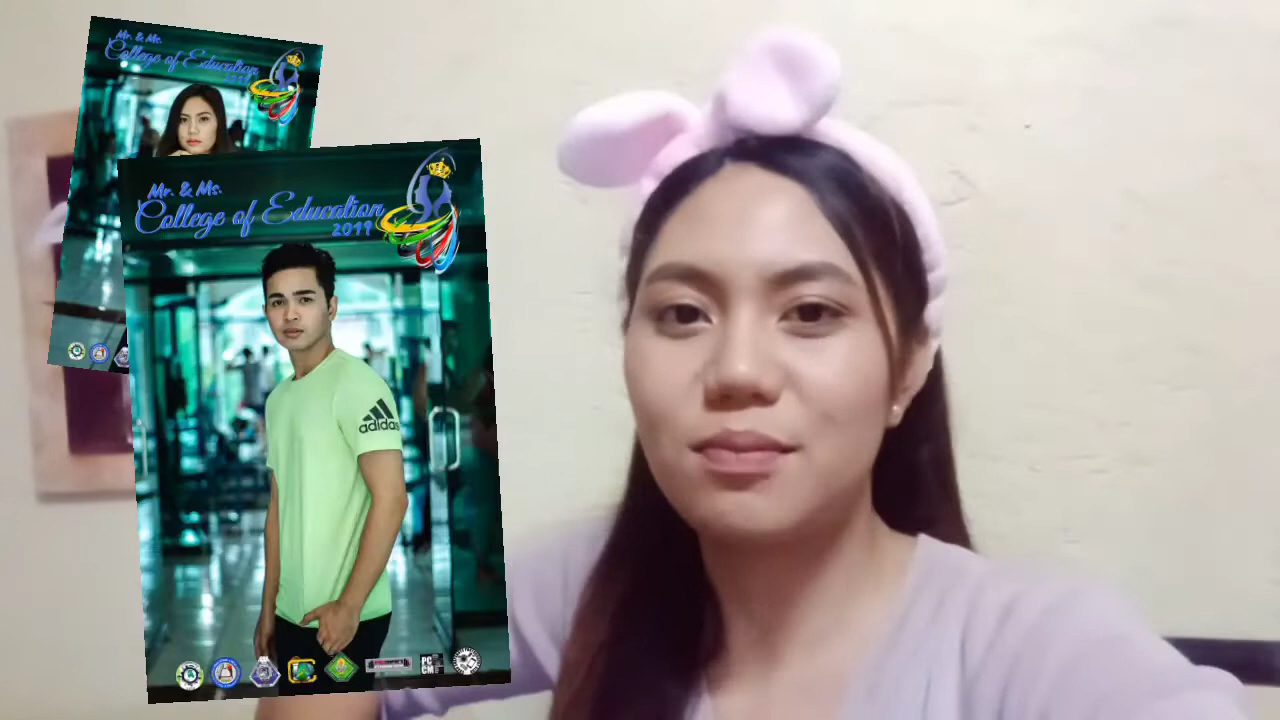 Mr. & Ms.
College of Education
2019
Mr. & Ms.
College of Education
2019
adidas
PC
CM